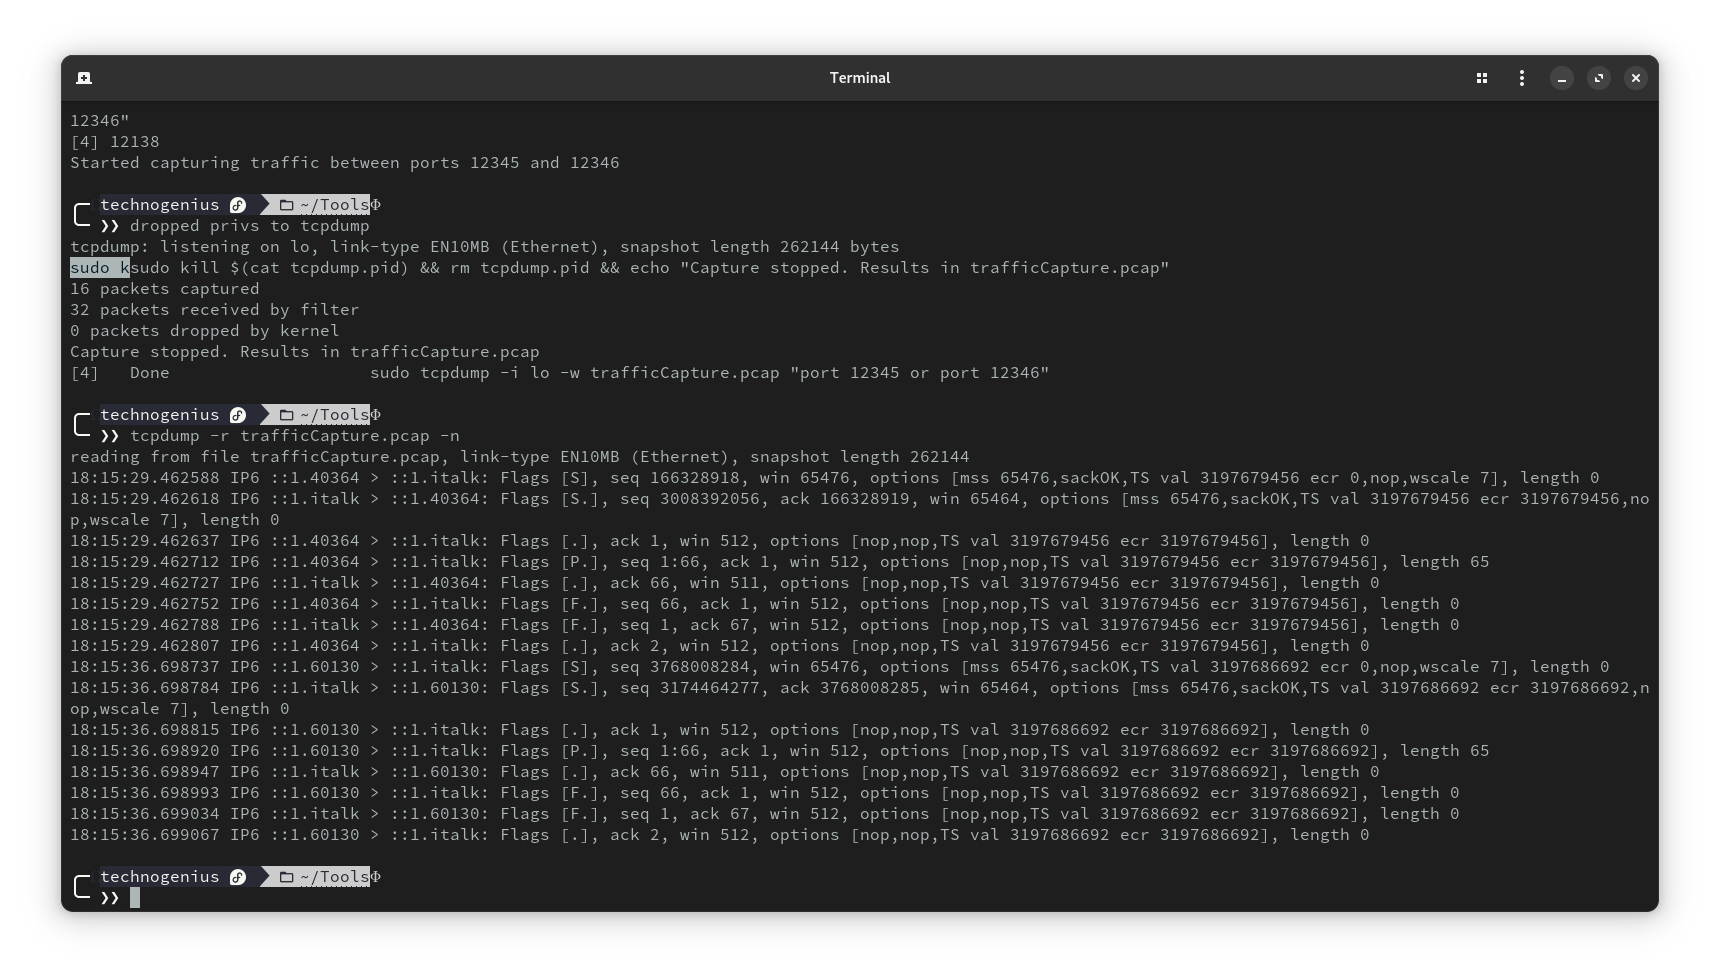 Terminal
12346"
[4] 12138
Started capturing traffic between ports 12345 and 12346
technogenius ~/Toolsⵀ
❯❯ dropped privs to tcpdump
tcpdump: listening on lo, link-type EN10MB (Ethernet), snapshot length 262144 bytes
sudo ksudo kill $(cat tcpdump.pid) && rm tcpdump.pid && echo "Capture stopped. Results in trafficCapture.pcap"
16 packets captured
32 packets received by filter
0 packets dropped by kernel
Capture stopped. Results in trafficCapture.pcap
[4]   Done                    sudo tcpdump -i lo -w trafficCapture.pcap "port 12345 or port 12346"
technogenius ~/ToolsΦ
❯❯ tcpdump -r trafficCapture.pcap -n
reading from file trafficCapture.pcap, link-type EN10MB (Ethernet), snapshot length 262144
18:15:29.462588 IP6 ::1.40364 > ::1.italk: Flags [S], seq 166328918, win 65476, options [mss 65476,sackOK,TS val 3197679456 ecr 0,nop,wscale 7], length 0
18:15:29.462618 IP6 ::1.italk > ::1.40364: Flags [S.], seq 3008392056, ack 166328919, win 65464, options [mss 65476,sackOK,TS val 3197679456 ecr 3197679456,no
p,wscale 7], length 0
18:15:29.462637 IP6 ::1.40364 > ::1.italk: Flags [.], ack 1, win 512, options [nop,nop,TS val 3197679456 ecr 3197679456], length 0
18:15:29.462712 IP6 ::1.40364 > ::1.italk: Flags [P.], seq 1:66, ack 1, win 512, options [nop,nop,TS val 3197679456 ecr 3197679456], length 65
18:15:29.462727 IP6 ::1.italk > ::1.40364: Flags [.], ack 66, win 511, options [nop,nop,TS val 3197679456 ecr 3197679456], length 0
18:15:29.462752 IP6 ::1.40364 > ::1.italk: Flags [F.], seq 66, ack 1, win 512, options [nop,nop,TS val 3197679456 ecr 3197679456], length 0
18:15:29.462788 IP6 ::1.italk > ::1.40364: Flags [F.], seq 1, ack 67, win 512, options [nop,nop,TS val 3197679456 ecr 3197679456], length 0
18:15:29.462807 IP6 ::1.40364 > ::1.italk: Flags [.], ack 2, win 512, options [nop,nop,TS val 3197679456 ecr 3197679456], length 0
18:15:36.698737 IP6 ::1.60130 > ::1.italk: Flags [S], seq 3768008284, win 65476, options [mss 65476,sackOK,TS val 3197686692 ecr 0,nop,wscale 7], length 0
18:15:36.698784 IP6 ::1.italk > ::1.60130: Flags [S.], seq 3174464277, ack 3768008285, win 65464, options [mss 65476,sackOK,TS val 3197686692 ecr 3197686692,n
op,wscale 7], length 0
18:15:36.698815 IP6 ::1.60130 > ::1.italk: Flags [.], ack 1, win 512, options [nop,nop,TS val 3197686692 ecr 3197686692], length 0
18:15:36.698920 IP6 ::1.60130 > ::1.italk: Flags [P.], seq 1:66, ack 1, win 512, options [nop,nop,TS val 3197686692 ecr 3197686692], length 65
18:15:36.698947 IP6 ::1.italk > ::1.60130: Flags [.], ack 66, win 511, options [nop,nop,TS val 3197686692 ecr 3197686692], length 0
18:15:36.698993 IP6 ::1.60130 > ::1.italk: Flags [F.], seq 66, ack 1, win 512, options [nop,nop,TS val 3197686692 ecr 3197686692], length 0
18:15:36.699034 IP6 ::1.italk > ::1.60130: Flags [F.], seq 1, ack 67, win 512, options [nop,nop,TS val 3197686692 ecr 3197686692], length 0
18:15:36.699067 IP6 ::1.60130 > ::1.italk: Flags [.], ack 2, win 512, options [nop,nop,TS val 3197686692 ecr 3197686692], length 0
technogenius ~/ToolsΦ
❯❯